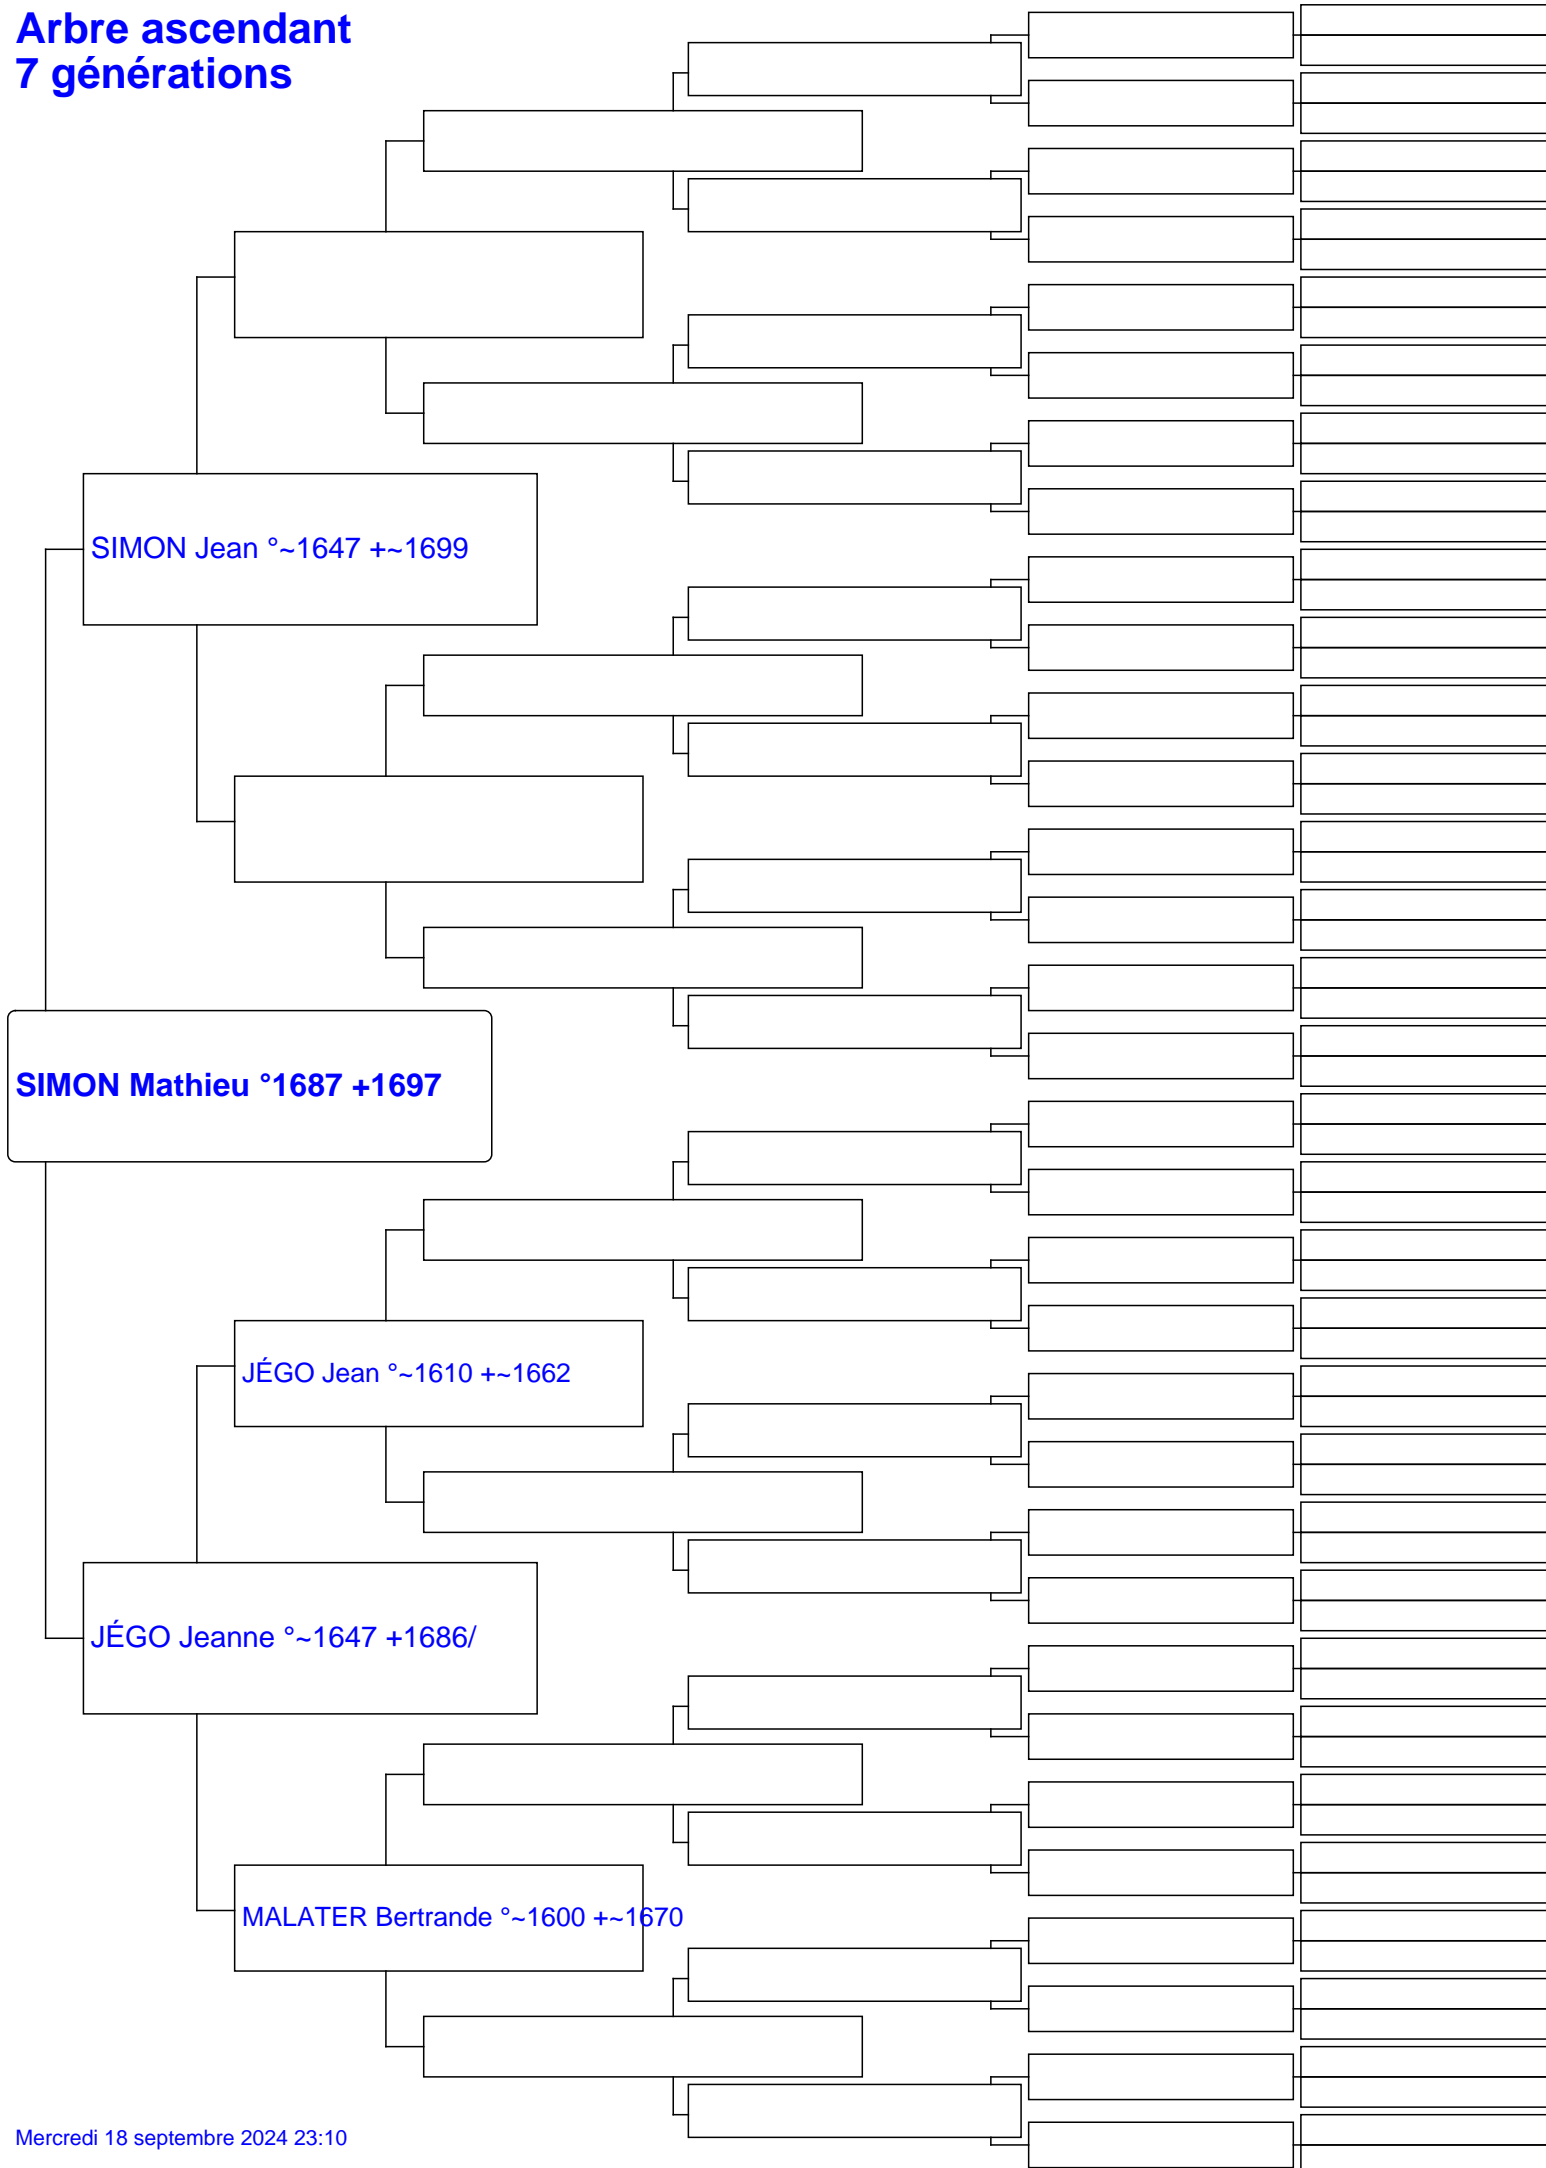 Arbre ascendant
7 générations
SIMON Jean °~1647 +~1699
SIMON Mathieu °1687 +1697
JÉGO Jean °~1610 +~1662
JÉGO Jeanne °~1647 +1686/
MALATER Bertrande °~1600 +~1670
Mercredi 18 septembre 2024 23:10